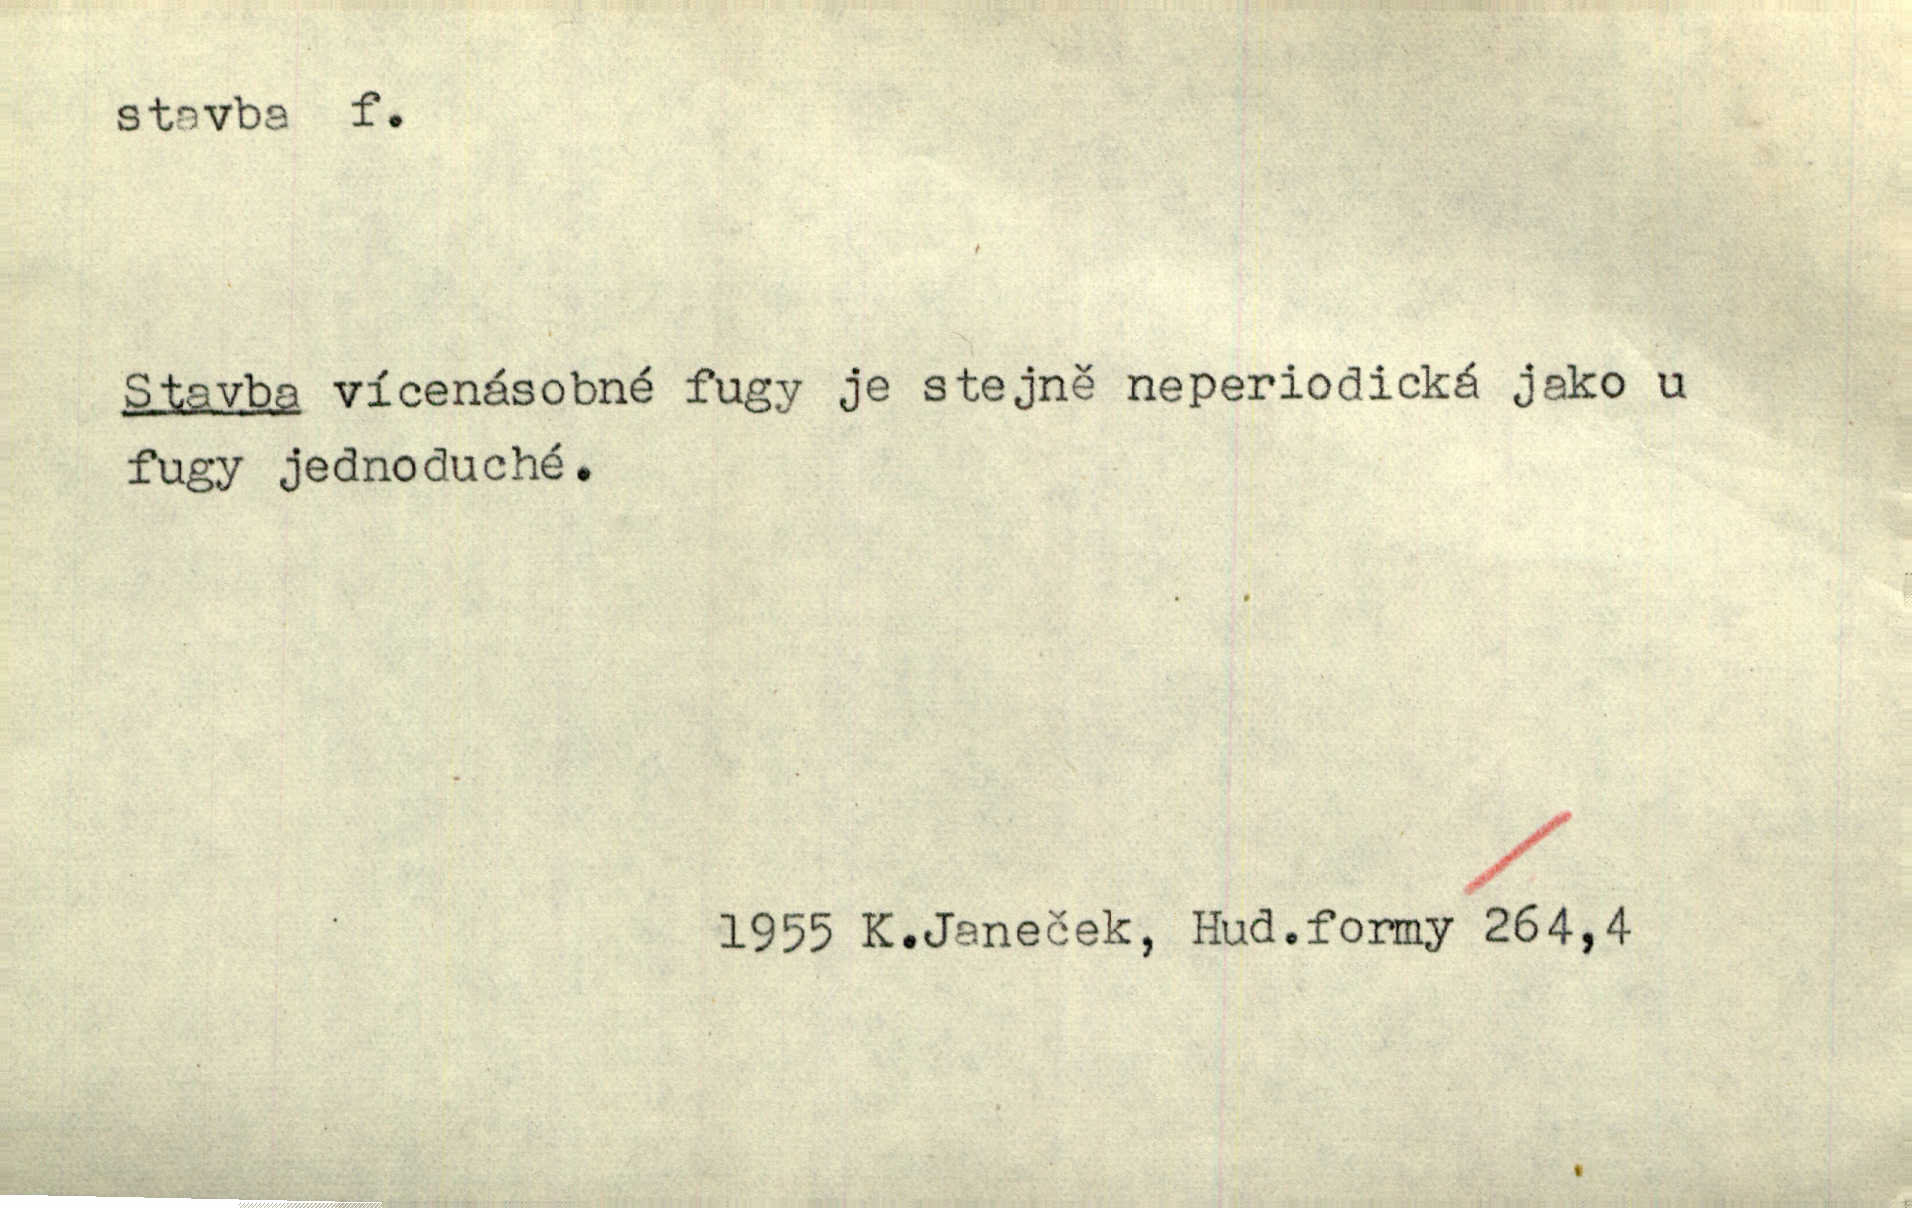 stavba f.
Stavba vícenásobné fugy je stejně neperiodická jako u
fugy jednoduché.
1955 K.Janeček, Hud.formy 264,4